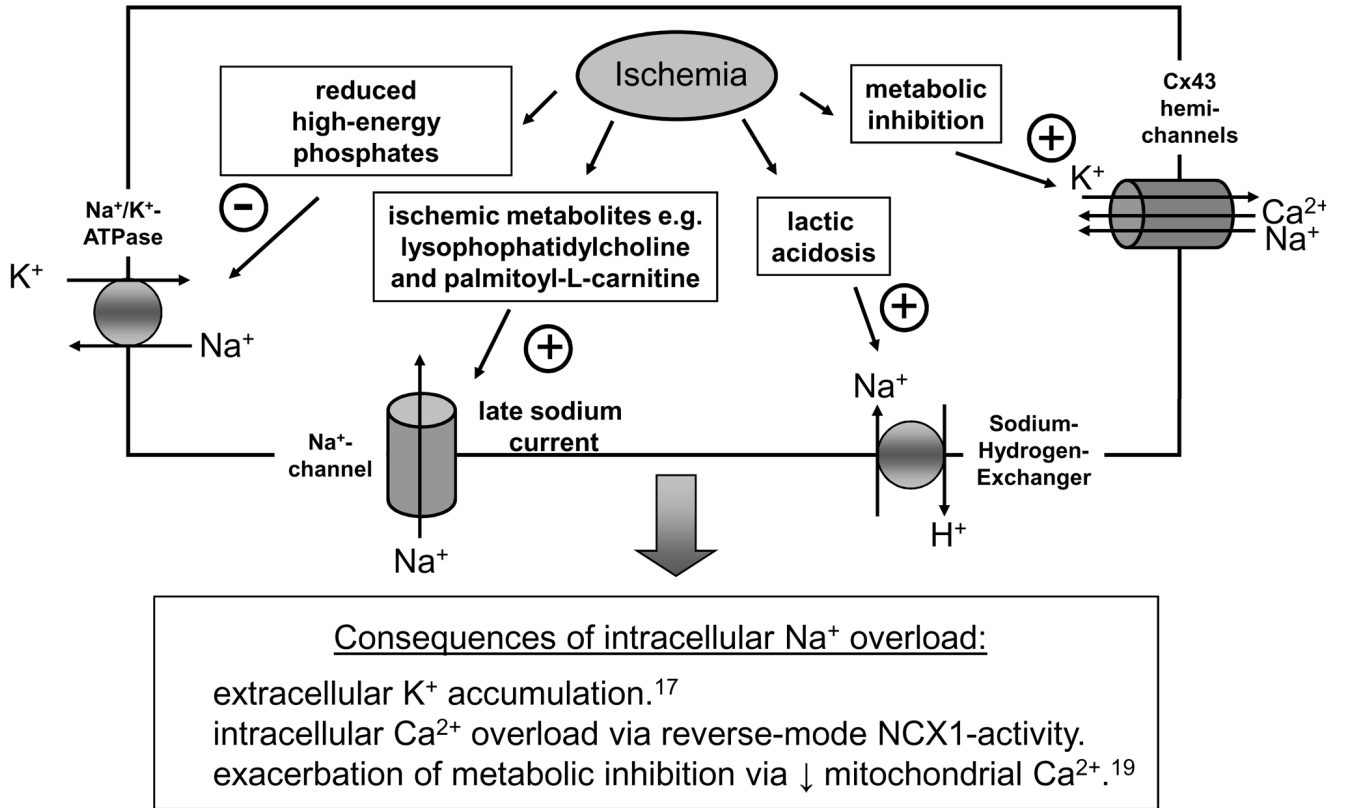 Ischemia
reduced
high-energy
phosphates
metabolic
inhibition
Cx43
hemi-
channels
ischemic metabolites e.g.
lysophophatidylcholine
and palmitoyl-L-carnitine
lactic
acidosis
Na⁺/K⁺-
ATPase
−
+
K⁺
Ca²⁺
Na⁺
K⁺
Na⁺
+
+
late sodium
current
Na⁺-
channel
Na⁺
Na⁺
Sodium-
Hydrogen-
Exchanger
H⁺
Consequences of intracellular Na⁺ overload:
extracellular K⁺ accumulation.¹⁷
intracellular Ca²⁺ overload via reverse-mode NCX1-activity.
exacerbation of metabolic inhibition via ↓ mitochondrial Ca²⁺.¹⁹